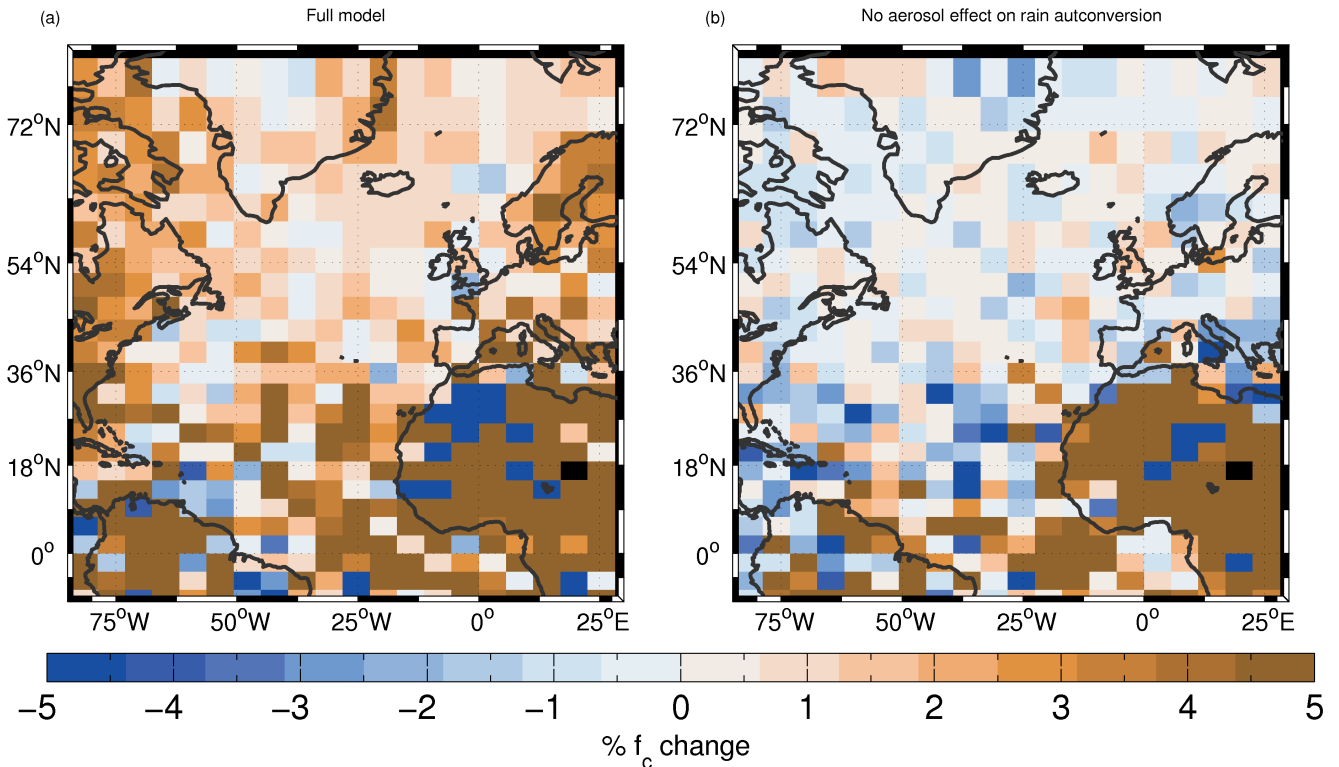 (a) Full model (b) No aerosol effect on rain autconversion
72°N 72°N
54°N 54°N
36°N 36°N
18°N 18°N
0° 0°
75°W 50°W 25°W 0° 25°E 75°W 50°W 25°W 0° 25°E
−5 −4 −3 −2 −1 0 1 2 3 4 5
% fc change